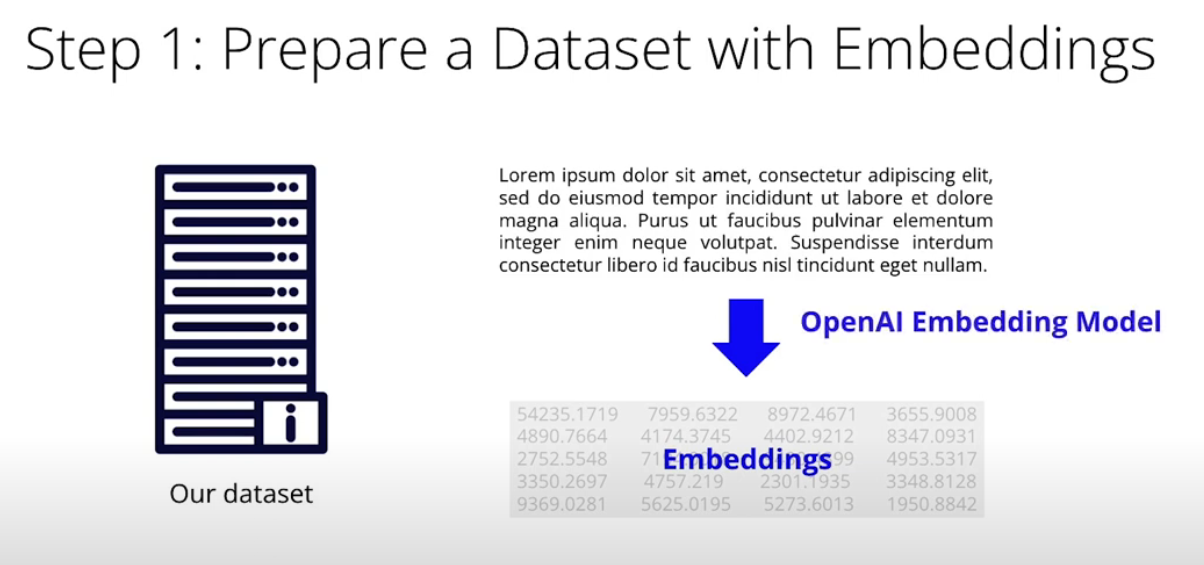 Step 1: Prepare a Dataset with Embeddings
Lorem ipsum dolor sit amet, consectetur adipiscing elit,
sed do eiusmod tempor incididunt ut labore et dolore
magna aliqua. Purus ut faucibus pulvinar elementum
integer enim neque volutpat. Suspendisse interdum
consectetur libero id faucibus nisl tincidunt eget nullam.
OpenAI Embedding Model
54235.1719 7959.6322 8972.4671 3655.9008
4890.7664 4174.3745 4402.9212 8347.0931
2752.5548 4953.5317
Embeddings
3350.2697 4757.219 2301.1935 3348.8128
9369.0281 5625.0195 5273.6013 1950.8842
i
Our dataset